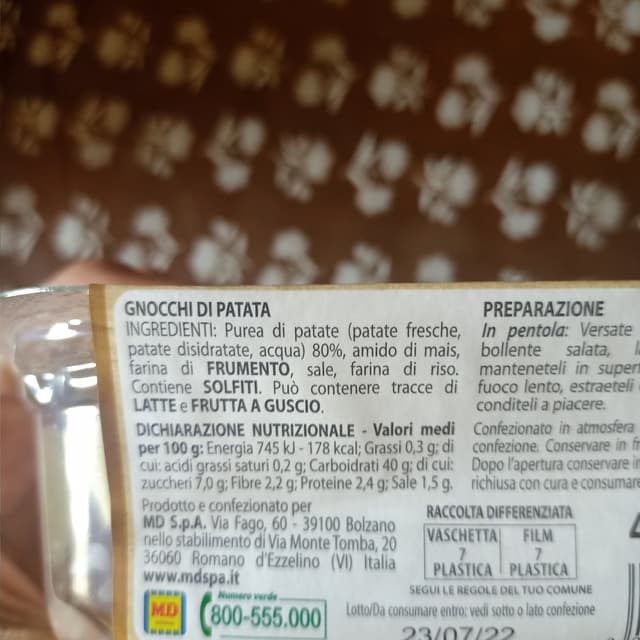 GNOCCHI DI PATATA
INGREDIENTI: Purea di patate (patate fresche,
patate disidratate, acqua) 80%, amido di mais,
farina di FRUMENTO, sale, farina di riso.
Contiene SOLFITI. Può contenere tracce di
LATTE e FRUTTA A GUSCIO.
DICHIARAZIONE NUTRIZIONALE - Valori medi
per 100 g: Energia 745 kJ - 178 kcal; Grassi 0,3 g; di
cui: acidi grassi saturi 0,2 g; Carboidrati 40 g; di cui:
zuccheri 7,0 g; Fibre 2,2 g; Proteine 2,4 g; Sale 1,5 g.
Prodotto e confezionato per
MD S.p.A. Via Fago, 60 - 39100 Bolzano
nello stabilimento di Via Monte Tomba, 20
36060 Romano d'Ezzelino (VI) Italia
www.mdspa.it
MD
Numero verde
800-555.000
PREPARAZIONE
In pentola: Versate
bollente salata,
manteneteli in super
fuoco lento, estraeteli
conditeli a piacere.
Confezionato in atmosfera
confezione. Conservare in fr
Dopo l'apertura conservare in
richiusa con cura e consumare
RACCOLTA DIFFERENZIATA
VASCHETTA FILM
7 7
PLASTICA PLASTICA
SEGUI LE REGOLE DEL TUO COMUNE
Lotto/Da consumare entro: vedi sotto o lato confezione
23/07/22